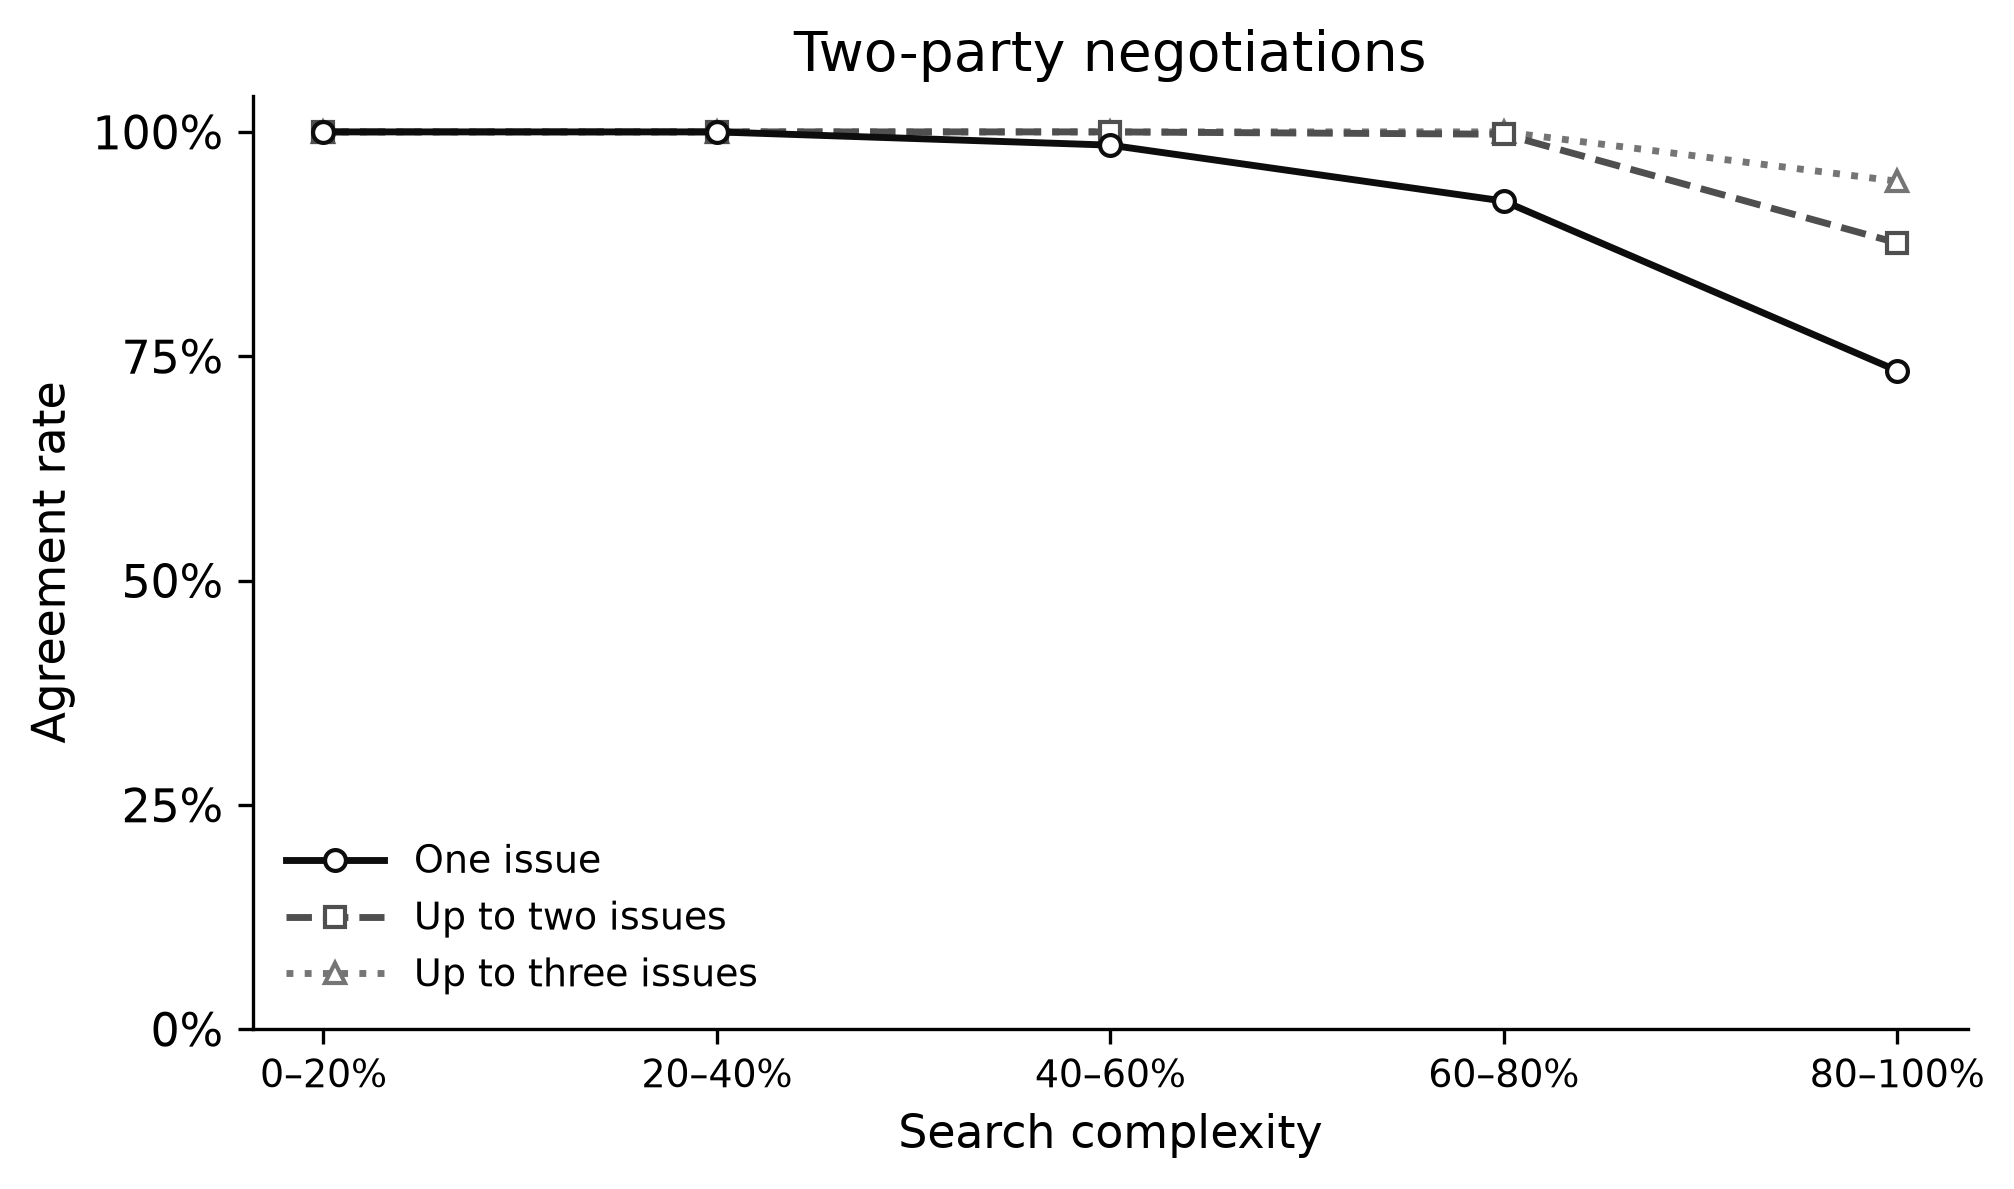 Two-party negotiations
100%
75%
50%
25%
0%
Agreement rate
One issue
Up to two issues
Up to three issues
0–20%
20–40%
40–60%
60–80%
80–100%
Search complexity